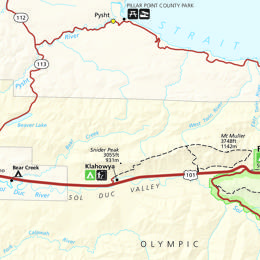 PILLAR POINT COUNTY PARK
Pysht
112
River
STRAIT
113
Pysht
Beaver Lake
Snider Peak
3055ft
931m
Mt Muller
3748ft
1142m
Klahowya
Bear Creek
101
SOL DUC VALLEY
Duc
River
OLYMPIC